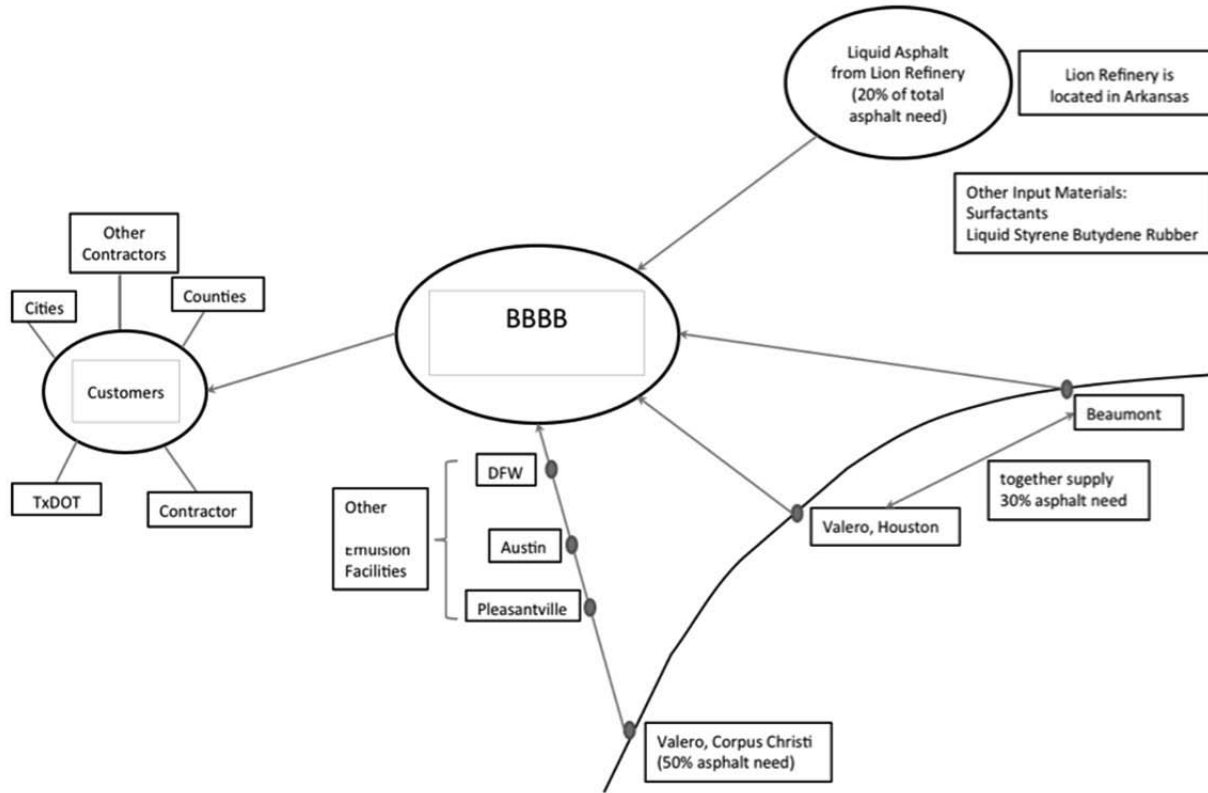 Liquid Asphalt
from Lion Refinery
(20% of total
asphalt need)
Lion Refinery is
located in Arkansas
Other Input Materials:
Surfactants
Liquid Styrene Butydene Rubber
Other
Contractors
Cities
Counties
Customers
TxDOT
Contractor
BBBB
DFW
Austin
Pleasantville
Other
Emulsion
Facilities
Beaumont
together supply
30% asphalt need
Valero, Houston
Valero, Corpus Christi
(50% asphalt need)